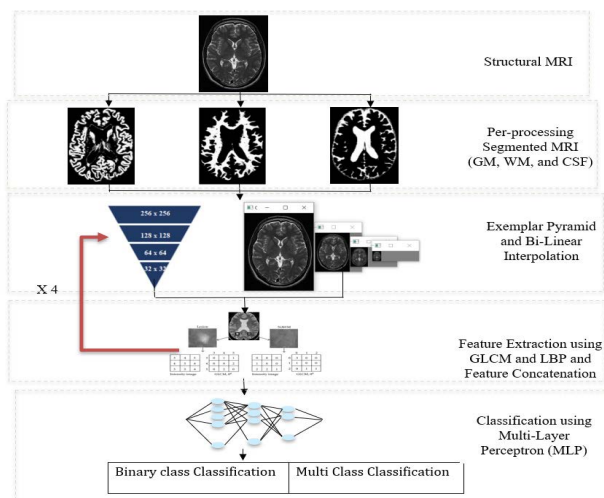 Structural MRI
Per-processing
Segmented MRI
(GM, WM, and CSF)
256 x 256
128 x 128
64 x 64
32 x 32
Exemplar Pyramid
and Bi-Linear
Interpolation
X 4
Feature Extraction using
GLCM and LBP and
Feature Concatenation
Classification using
Multi-Layer
Perceptron (MLP)
Binary class Classification
Multi Class Classification